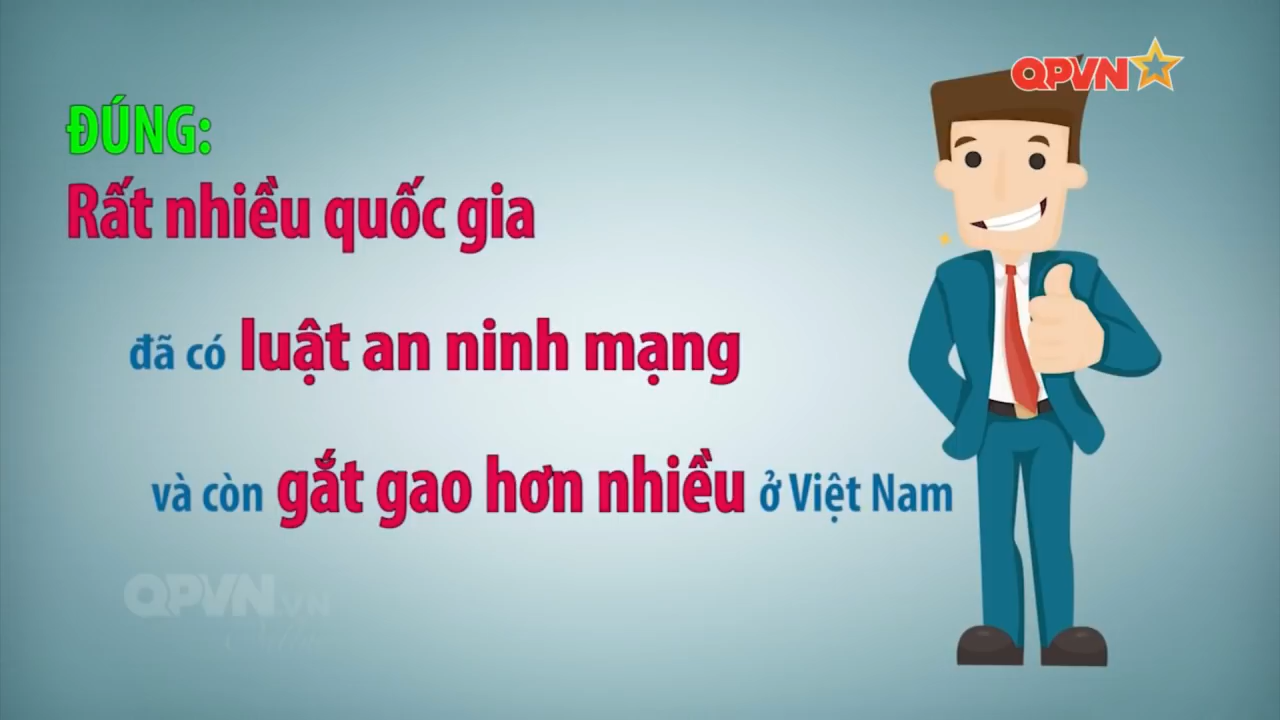 QPVN
ĐÚNG:
Rất nhiều quốc gia
đã có luật an ninh mạng
và còn gắt gao hơn nhiều ở Việt Nam
QPVN.VN